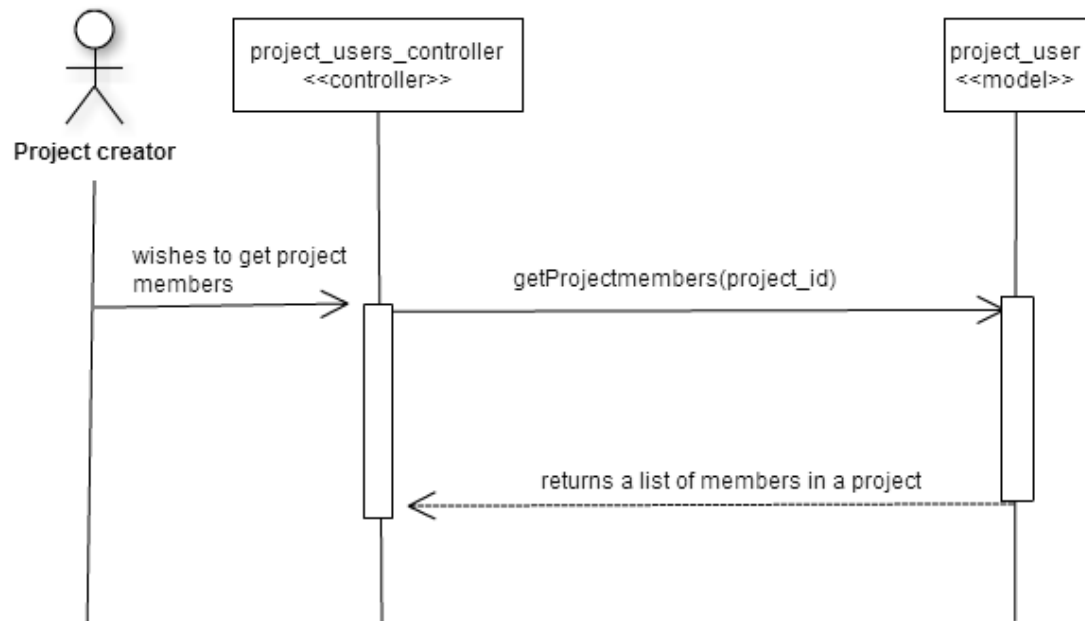 project_users_controller
<<controller>>
project_user
<<model>>
Project creator
wishes to get project
members
getProjectmembers(project_id)
returns a list of members in a project